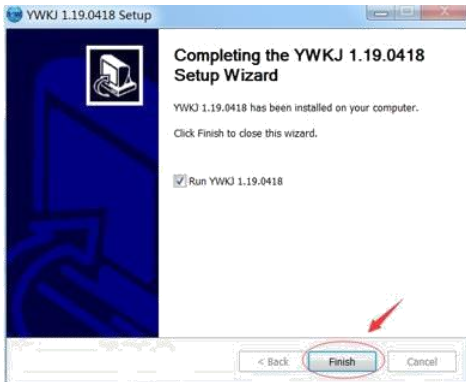 YWKJ 1.19.0418 Setup
Completing the YWKJ 1.19.0418
Setup Wizard
YWKJ 1.19.0418 has been installed on your computer.
Click Finish to close this wizard.
Run YWKJ 1.19.0418
< Back Finish Cancel